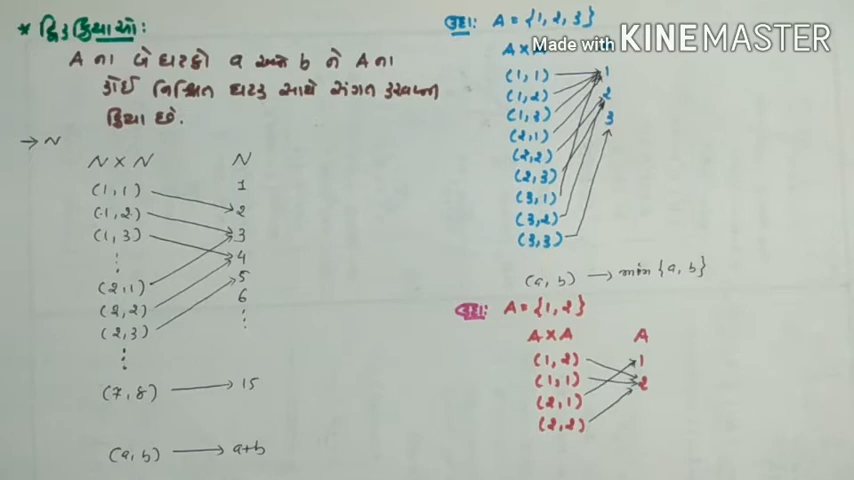 * દ્વિક્ ક્રિયાઓ:
A ના બે ઘટકો a અને b ને A ના
કોઈ નિશ્ચિત ઘટક સાથે સંગત કરવાની
ક્રિયા છે.
→ N
N × N N
(1,1) 1
(1,2) 2
(1,3) 3
⋮ 4
(2,1) 5
(2,2) 6
(2,3) ⋮
⋮
(7,8) → 15
(a,b) → a+b
ઉદા: A = {1,2,3}
Made with KINEMASTER
A×A
(1,1) 1
(1,2) 2
(1,3) 3
(2,1)
(2,2)
(2,3)
(3,1)
(3,2)
(3,3)
(a,b) → min {a,b}
ઉદા: A = {1,2}
A×A A
(1,2) 1
(1,1) 2
(2,1)
(2,2)